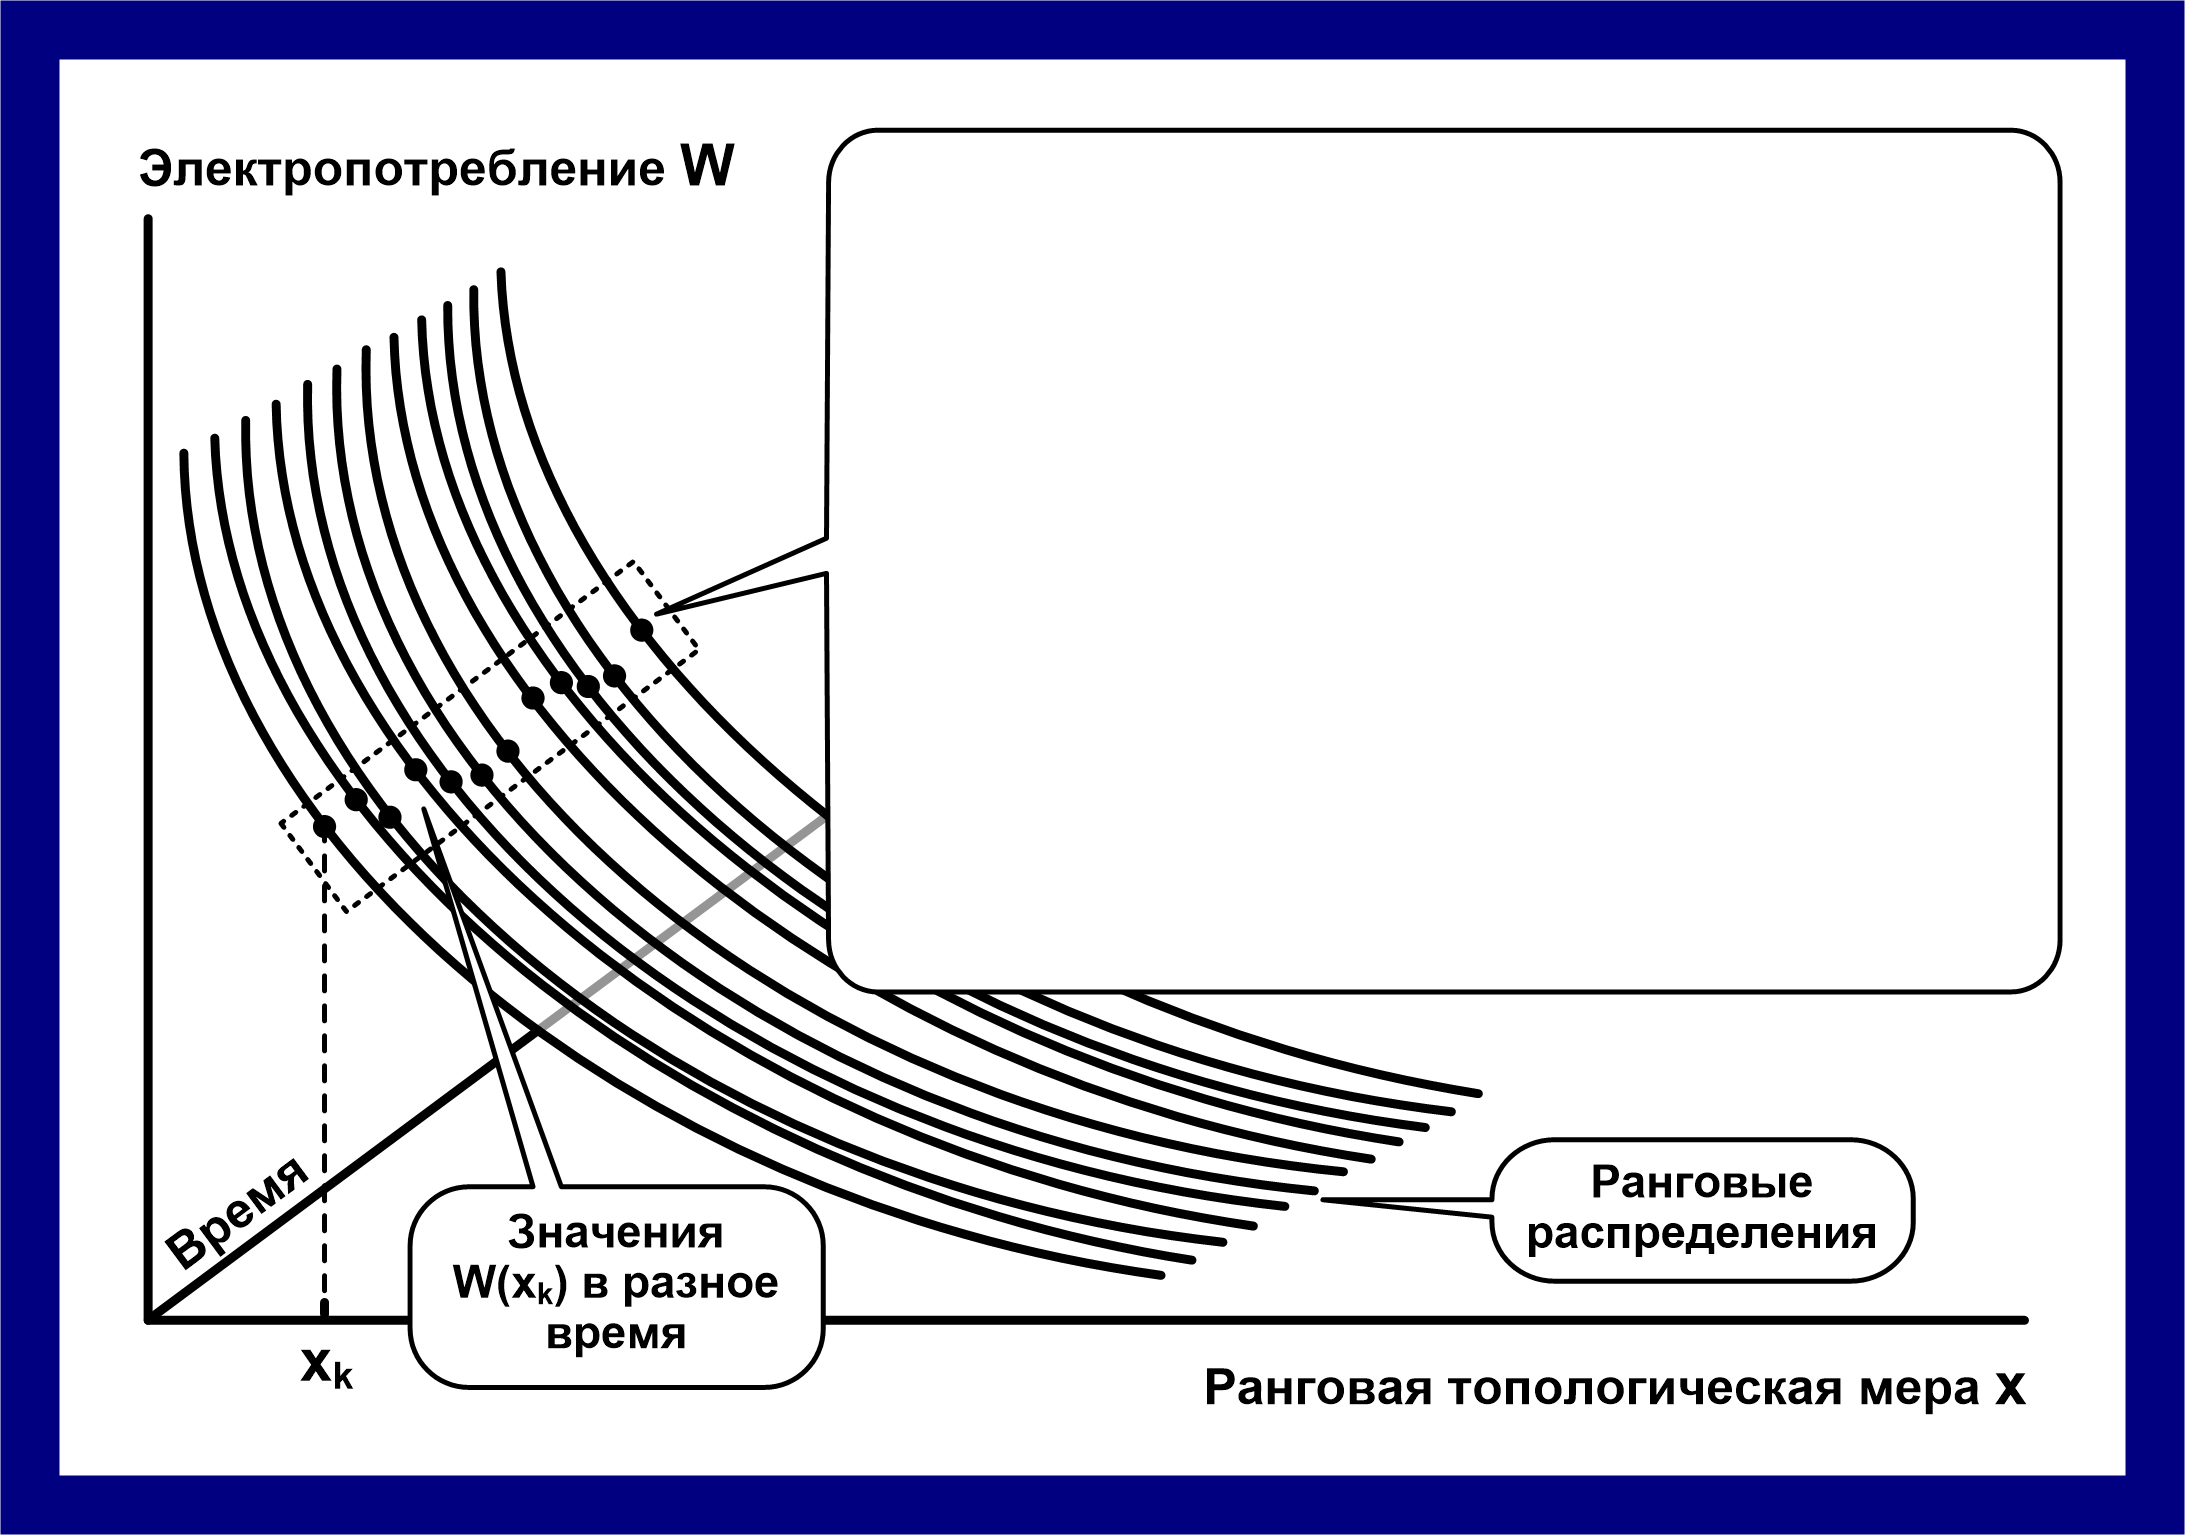 Электропотребление W
Время
Значения
W(xk) в разное
время
Ранговые
распределения
xk
Ранговая топологическая мера x